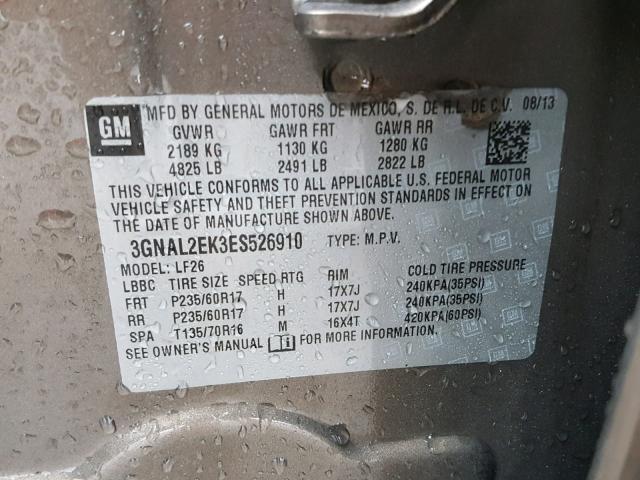 GM
MFD BY GENERAL MOTORS DE MEXICO, S. DE R.L. DE C.V. 08/13
GVWR GAWR FRT GAWR RR
2189 KG 1130 KG 1280 KG
4825 LB 2491 LB 2822 LB
THIS VEHICLE CONFORMS TO ALL APPLICABLE U.S. FEDERAL MOTOR
VEHICLE SAFETY AND THEFT PREVENTION STANDARDS IN EFFECT ON
THE DATE OF MANUFACTURE SHOWN ABOVE.
3GNAL2EK3ES526910 TYPE: M.P.V.
MODEL: LF26
LBBC TIRE SIZE SPEED RTG RIM COLD TIRE PRESSURE
FRT P235/60R17 H 17X7J 240KPA(35PSI)
RR P235/60R17 H 17X7J 240KPA(35PSI)
SPA T135/70R16 M 16X4T 420KPA(60PSI)
SEE OWNER'S MANUAL FOR MORE INFORMATION.